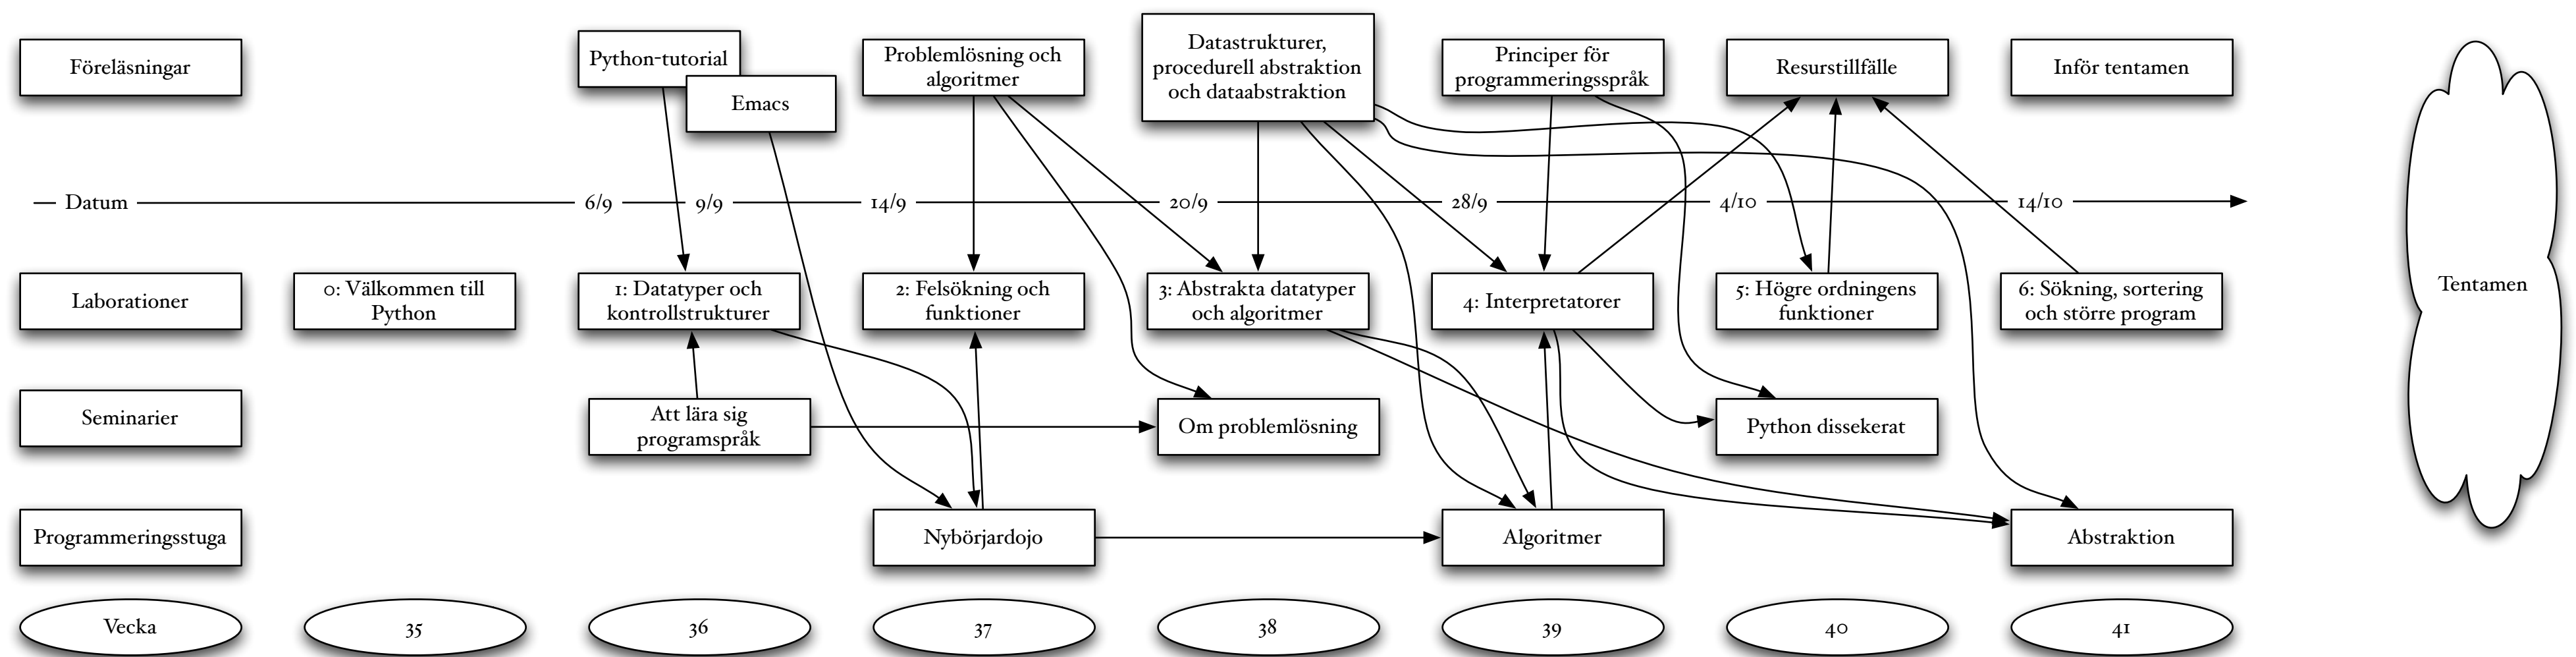 Föreläsningar
Python-tutorial
Emacs
Problemlösning och
algoritmer
Datastrukturer,
procedurell abstraktion
och dataabstraktion
Principer för
programmeringsspråk
Resurstillfälle
Inför tentamen
Datum
6/9
9/9
14/9
20/9
28/9
4/10
14/10
Tentamen
Laborationer
0: Välkommen till
Python
1: Datatyper och
kontrollstrukturer
2: Felsökning och
funktioner
3: Abstrakta datatyper
och algoritmer
4: Interpretatorer
5: Högre ordningens
funktioner
6: Sökning, sortering
och större program
Seminarier
Att lära sig
programspråk
Om problemlösning
Python dissekerat
Programmeringsstuga
Nybörjardojo
Algoritmer
Abstraktion
Vecka
35
36
37
38
39
40
41